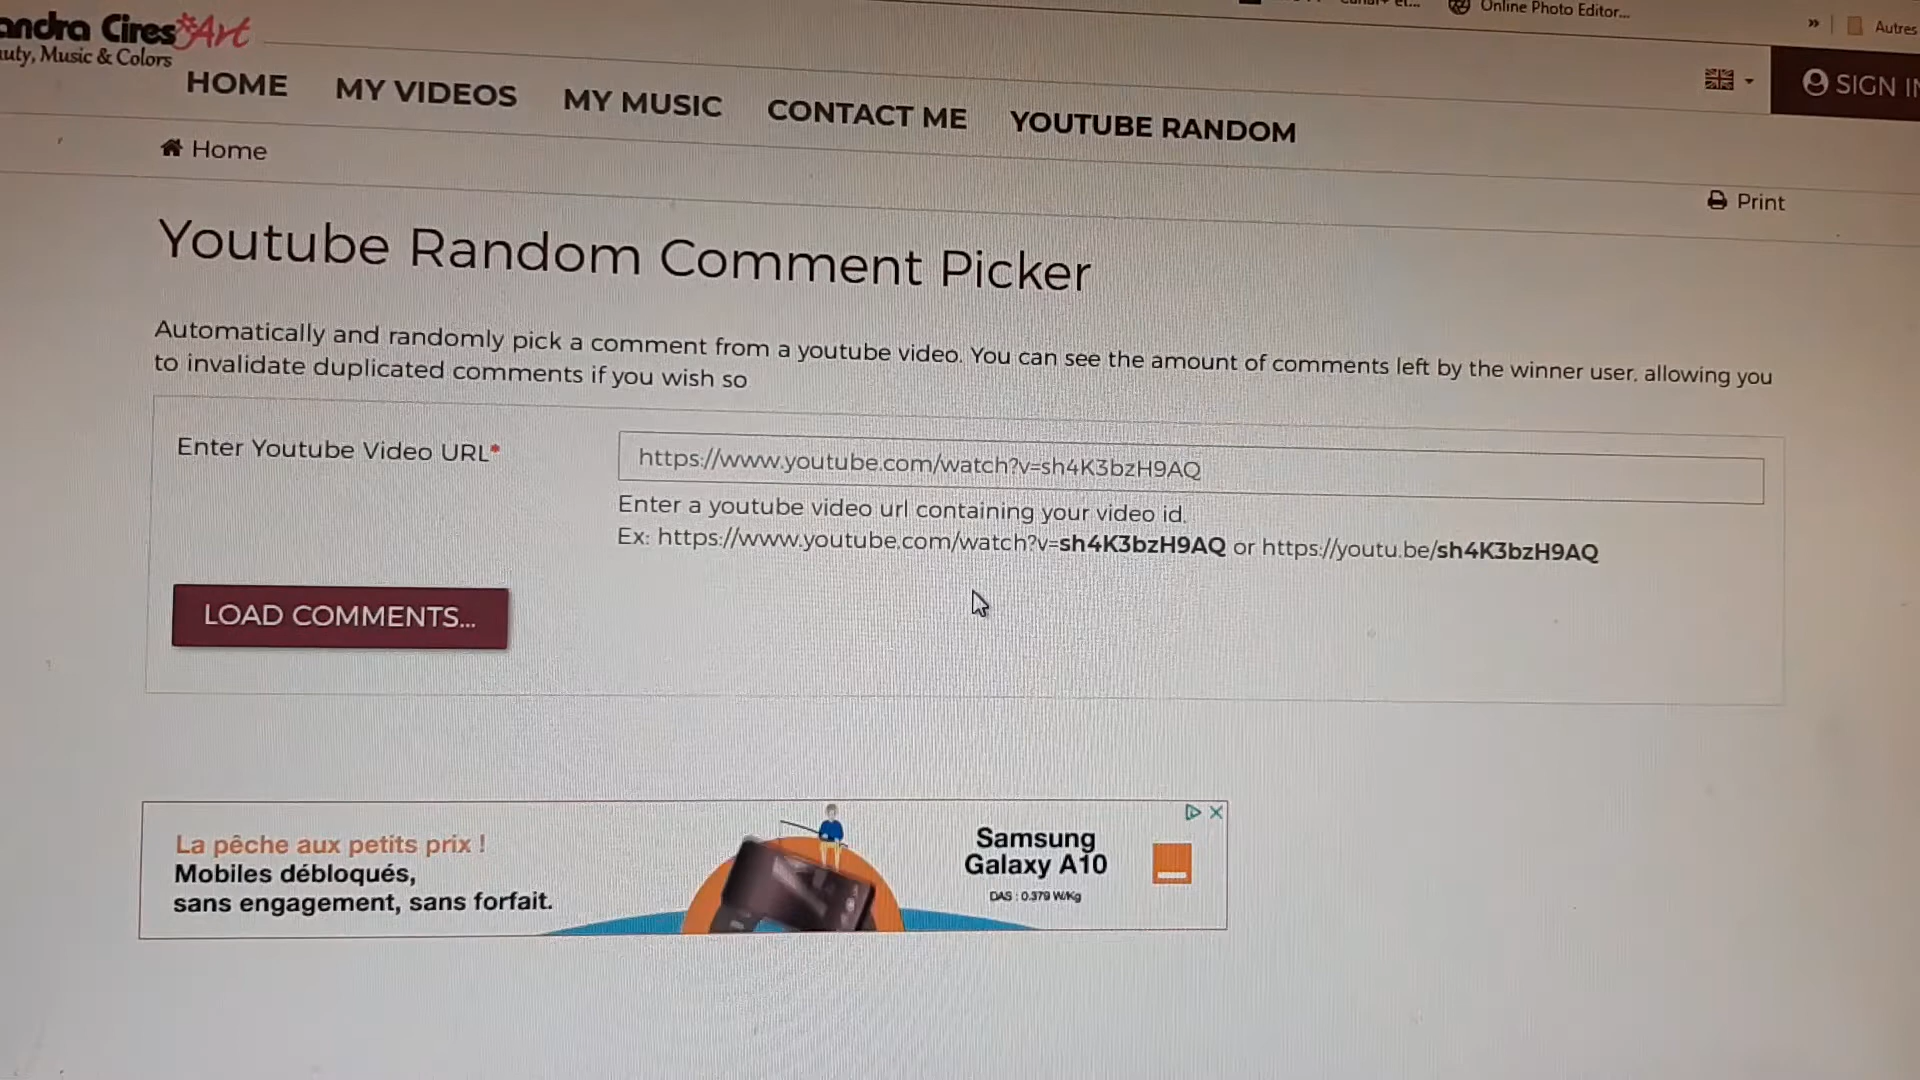 Online Photo Editor...
» Autres
andra Cires Art
uty, Music & Colors
HOME MY VIDEOS MY MUSIC CONTACT ME YOUTUBE RANDOM
SIGN IN
Home
Print
Youtube Random Comment Picker
Automatically and randomly pick a comment from a youtube video. You can see the amount of comments left by the winner user, allowing you
to invalidate duplicated comments if you wish so
Enter Youtube Video URL*
https://www.youtube.com/watch?v=sh4K3bzH9AQ
Enter a youtube video url containing your video id.
Ex: https://www.youtube.com/watch?v=sh4K3bzH9AQ or https://youtu.be/sh4K3bzH9AQ
LOAD COMMENTS...
La pêche aux petits prix !
Mobiles débloqués,
sans engagement, sans forfait.
Samsung
Galaxy A10
DAS : 0.379 W/Kg